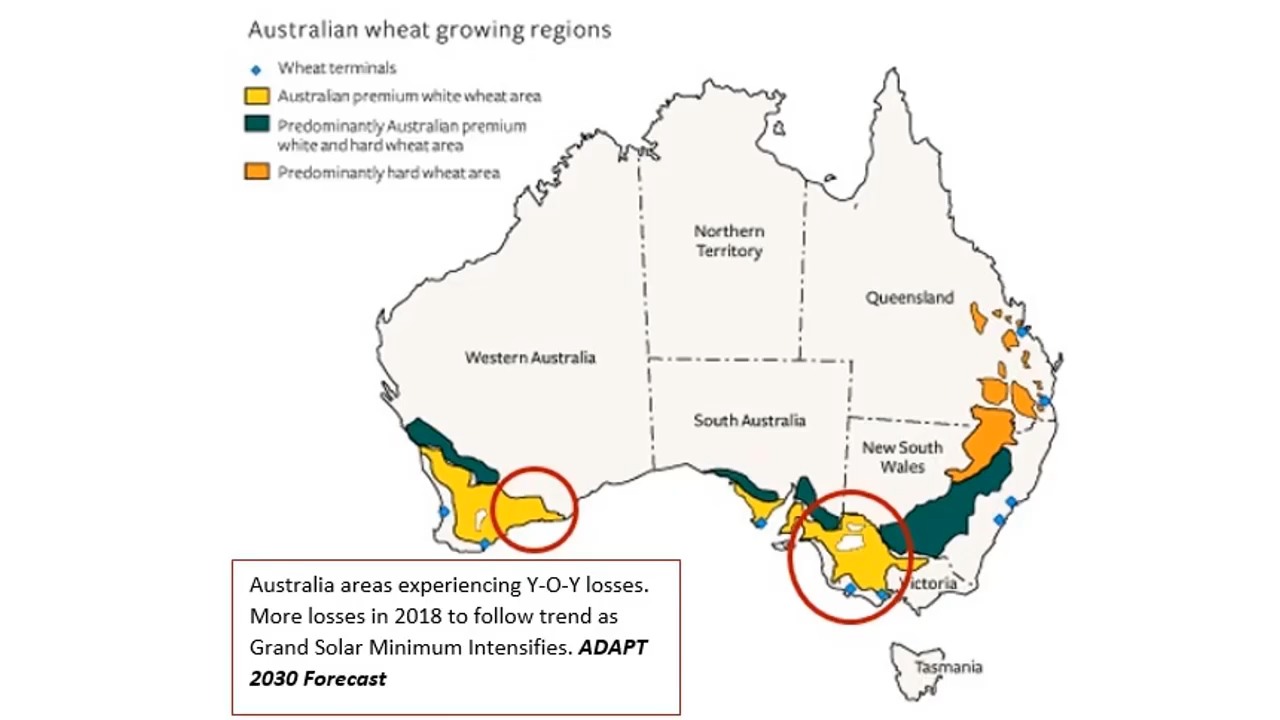 Australian wheat growing regions
Wheat terminals
Australian premium white wheat area
Predominantly Australian premium
white and hard wheat area
Predominantly hard wheat area
Northern
Territory
Queensland
Western Australia
South Australia
New South
Wales
Victoria
Tasmania
Australia areas experiencing Y-O-Y losses.
More losses in 2018 to follow trend as
Grand Solar Minimum Intensifies. ADAPT
2030 Forecast